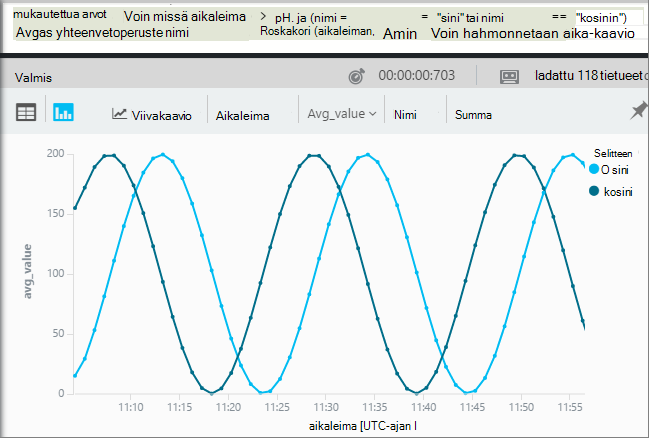 mukautettua arvot Voin missä aikaleima > pH. ja (nimi = = "sini" tai nimi == "kosinin")
Avgas yhteenvetoperuste nimi Roskakori (aikaleiman, Amin Voin hahmonnetaan aika-kaavio
Valmis 00:00:00:703 ladattu 118 tietueet
Viivakaavio Aikaleima Avg_value Nimi Summa
Selitteen
O sini
kosini
200
150
100
50
0
avg_value
11:10 11:15 11:20 11:25 11:30 11:35 11:40 11:45 11:50 11:55
aikaleima [UTC-ajan